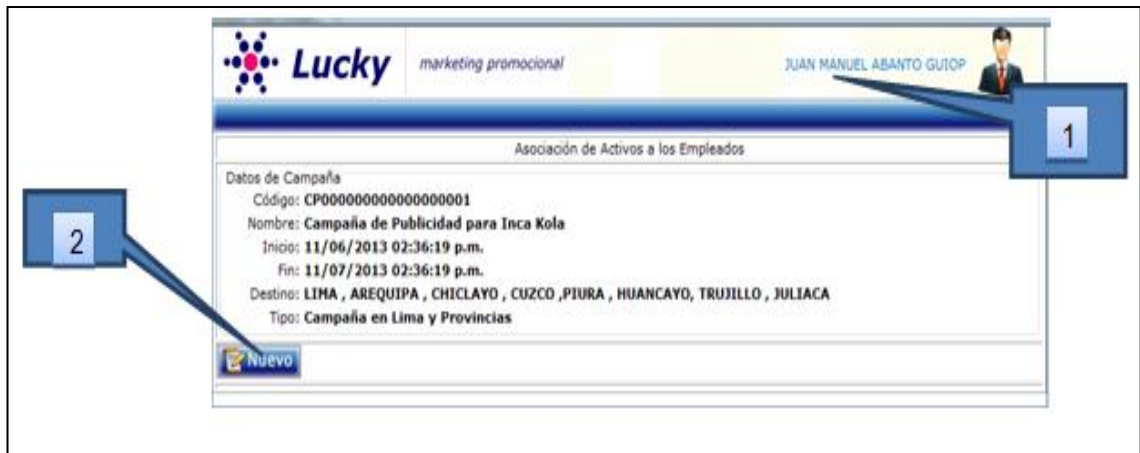 Lucky marketing promocional JUAN MANUEL ABANTO GUIOP
1
Asociación de Activos a los Empleados
Datos de Campaña
Código: CP000000000000000001
Nombre: Campaña de Publicidad para Inca Kola
2
Inicio: 11/06/2013 02:36:19 p.m.
Fin: 11/07/2013 02:36:19 p.m.
Destino: LIMA , AREQUIPA , CHICLAYO , CUZCO ,PIURA , HUANCAYO, TRUJILLO , JULIACA
Tipo: Campaña en Lima y Provincias
Nuevo